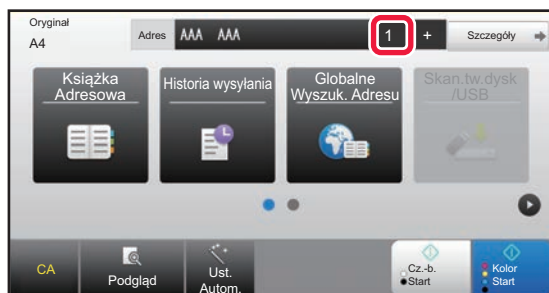 Oryginał
A4
Adres AAA AAA 1 + Szczegóły
Książka
Adresowa
Historia wysyłania
Globalne
Wyszuk. Adresu
Skan.tw.dysk
/USB
CA
Podgląd
Ust.
Autom.
Cz.-b.
Start
Kolor
Start